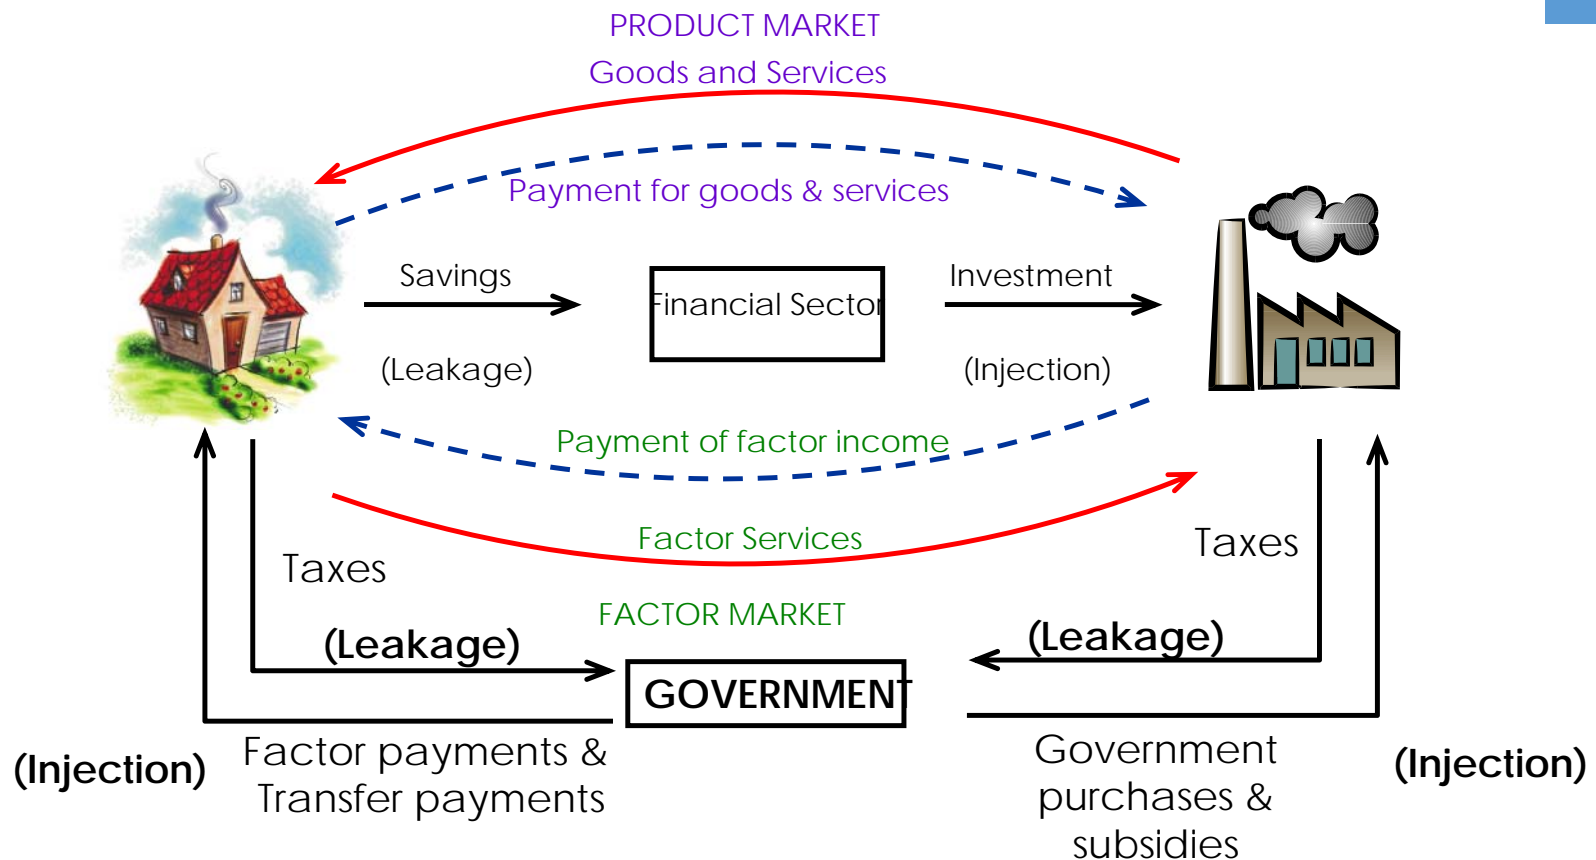 PRODUCT MARKET
Goods and Services
Payment for goods & services
Savings
Financial Sector
Investment
(Leakage)
(Injection)
Payment of factor income
Factor Services
Taxes
Taxes
FACTOR MARKET
(Leakage)
(Leakage)
GOVERNMENT
(Injection)
Factor payments &
Transfer payments
Government
purchases &
subsidies
(Injection)